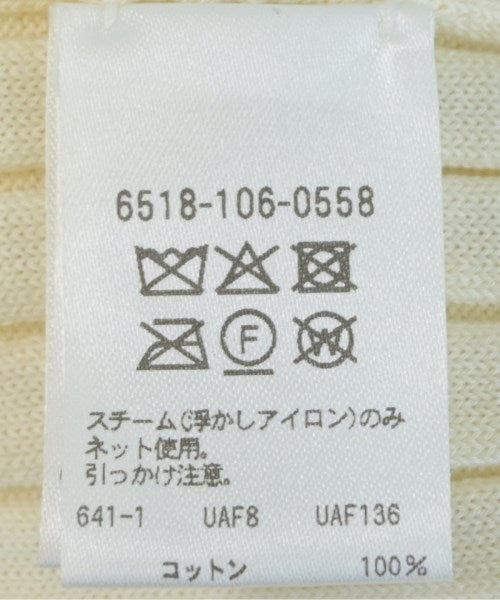 6518-106-0558
F W
スチーム(浮かしアイロン)のみ
ネット使用。
引っかけ注意。
641-1 UAF8 UAF136
コットン 100%